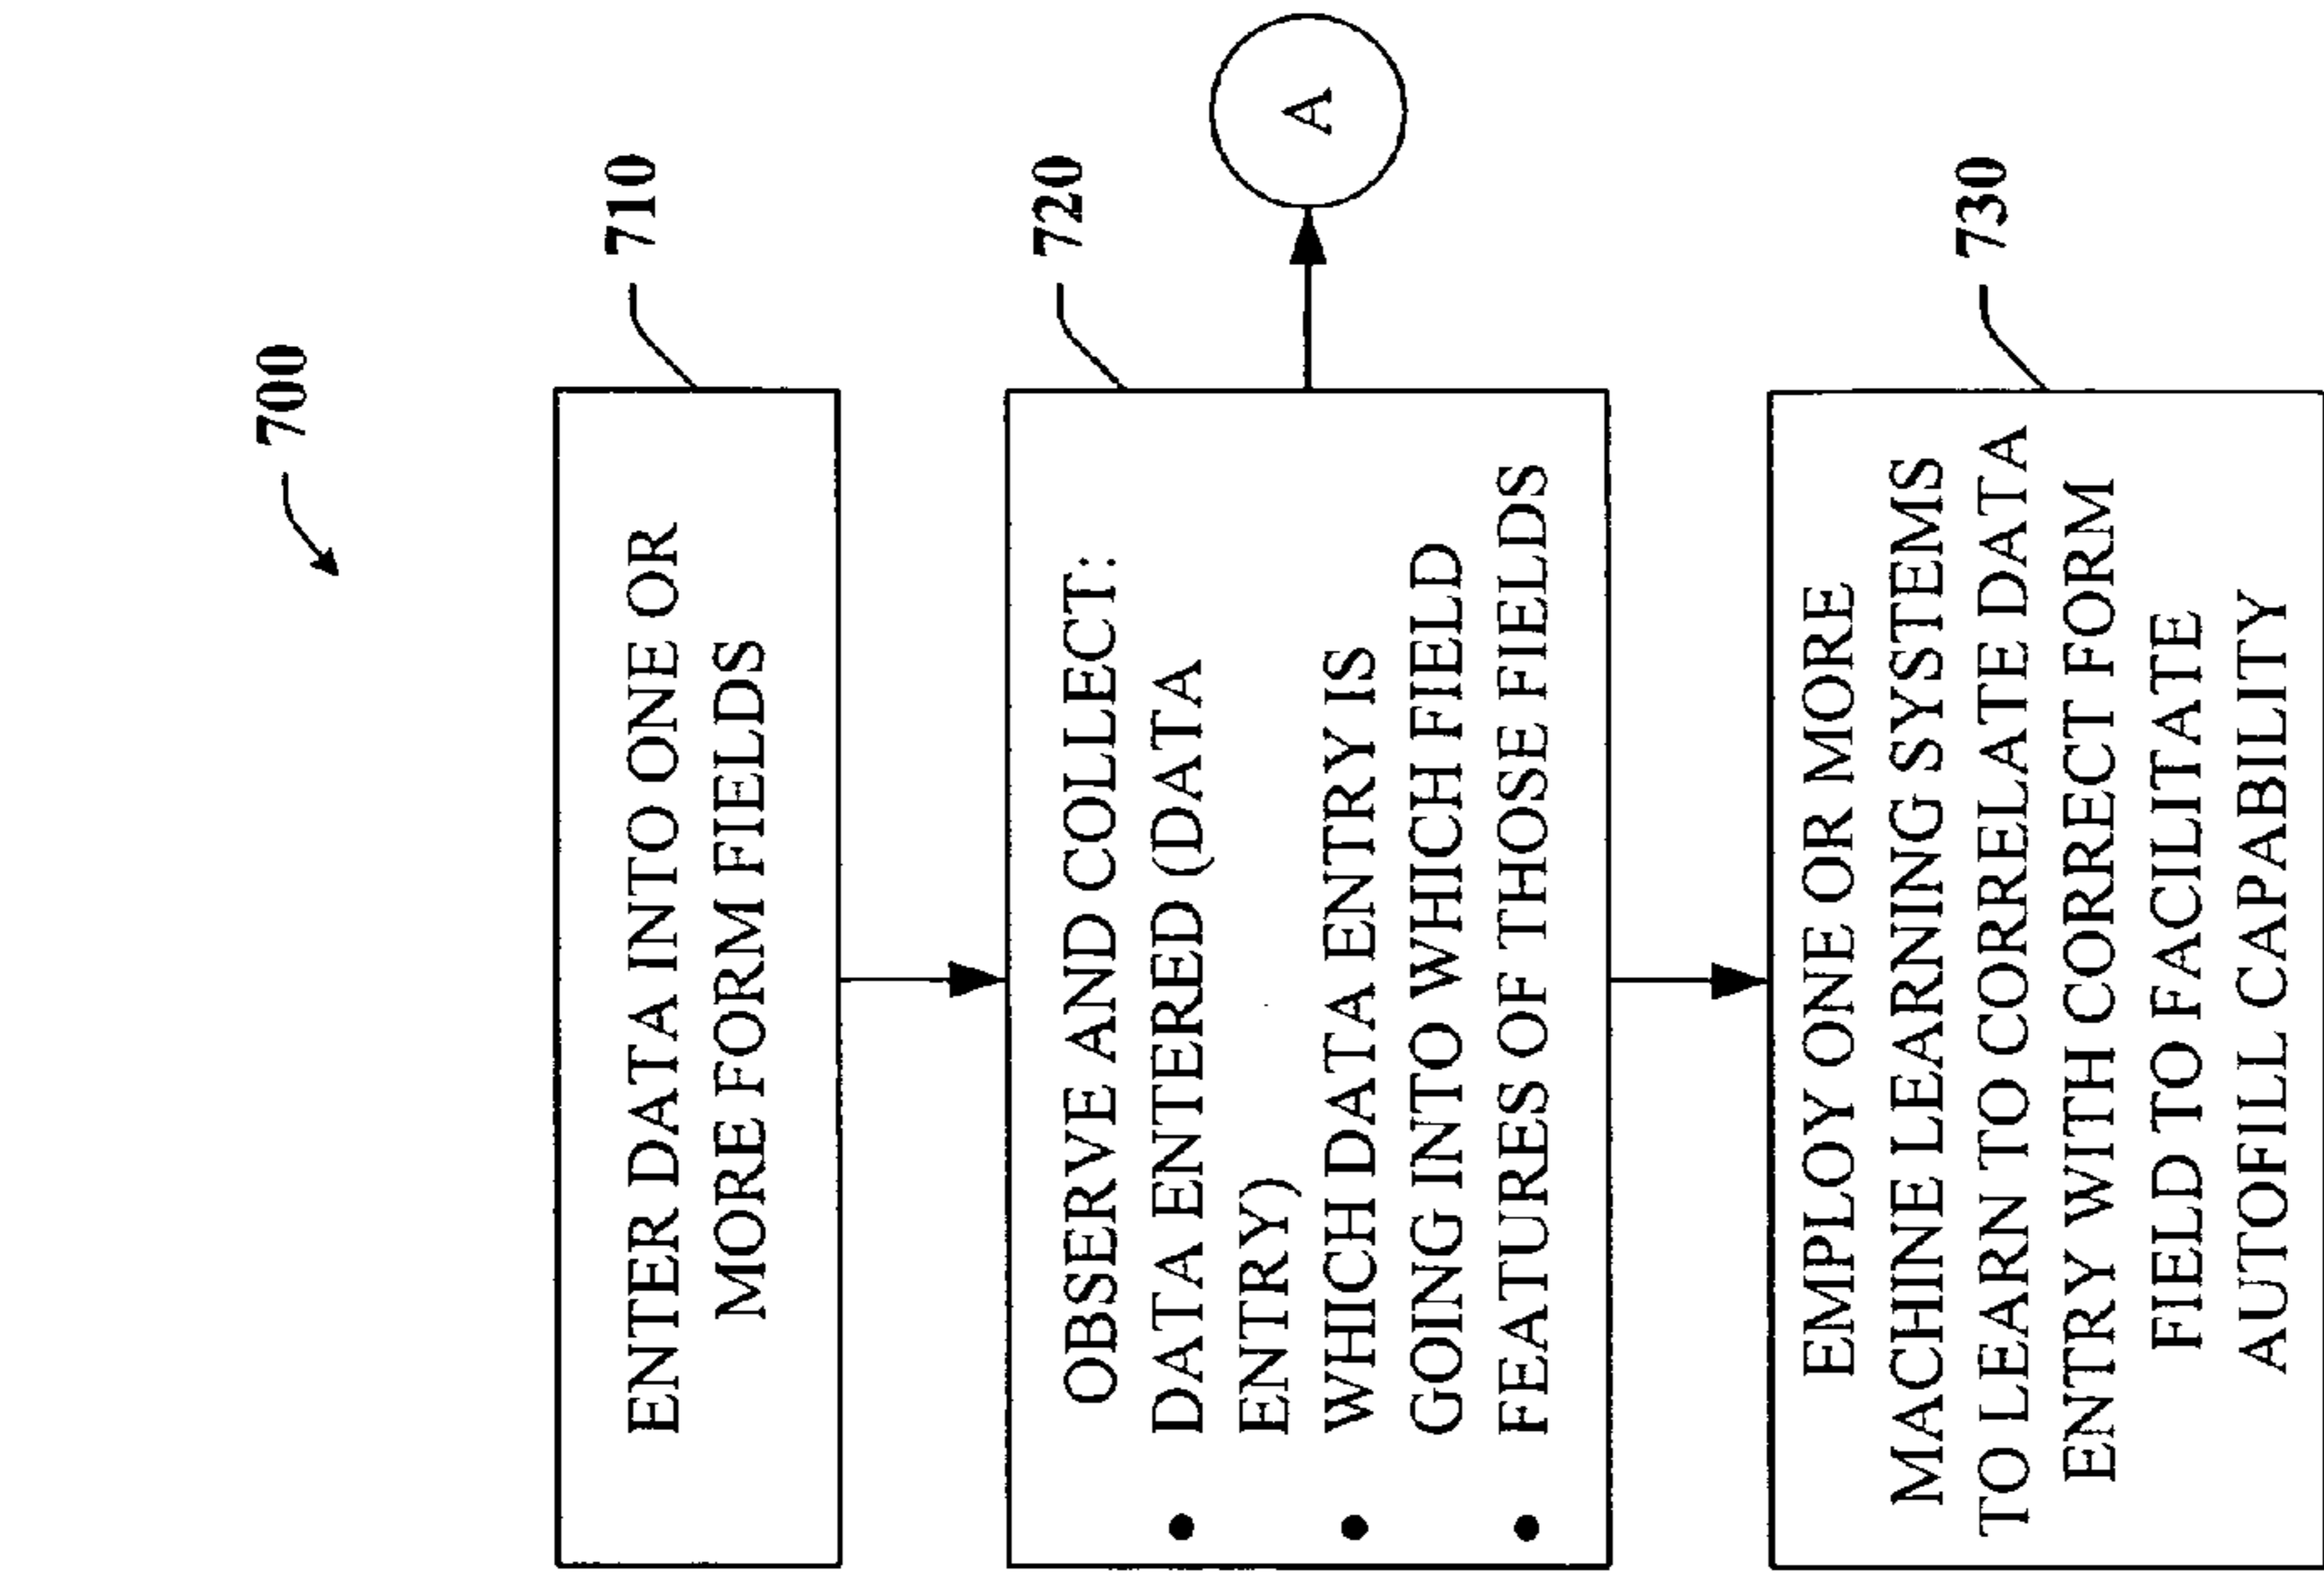 700
710
ENTER DATA INTO ONE OR
MORE FORM FIELDS
720
OBSERVE AND COLLECT:
• DATA ENTERED (DATA
ENTRY)
• WHICH DATA ENTRY IS
GOING INTO WHICH FIELD
• FEATURES OF THOSE FIELDS
A
730
EMPLOY ONE OR MORE
MACHINE LEARNING SYSTEMS
TO LEARN TO CORRELATE DATA
ENTRY WITH CORRECT FORM
FIELD TO FACILITATE
AUTOFILL CAPABILITY